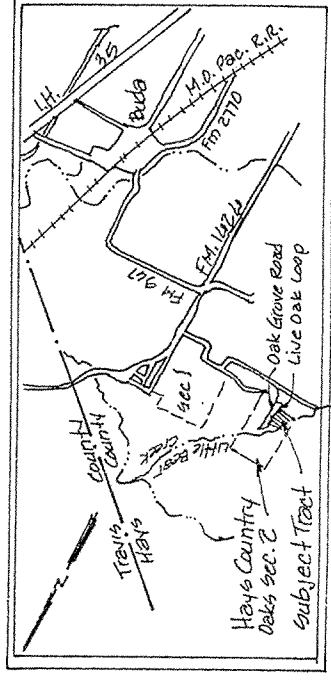 I.H. 35
Buda
M.O. Pac. R.R.
Fm 2770
FM 967
F.M. 1626
Travis County
Hays County
Little Bear Creek
Sec 1
Oak Grove Road
Live Oak Loop
Hays Country
Oaks Sec. 2
Subject Tract